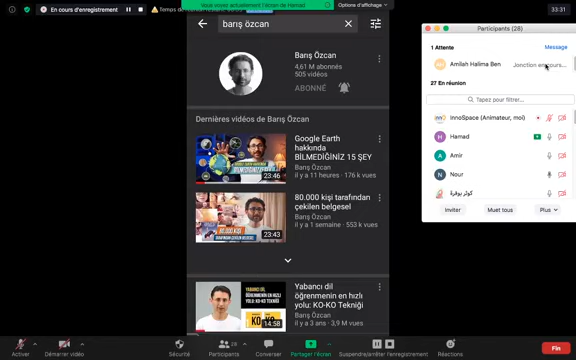 En cours d'enregistrement
Vous voyez actuellement l'écran de Hamad
Options d'affichage
33:31
barış özcan
Barış Özcan
4,61 M abonnés
505 vidéos
ABONNÉ
Dernières vidéos de Barış Özcan
Google Earth
hakkında
BİLMEDİĞİNİZ 15 ŞEY
Barış Özcan
il y a 11 heures · 176 k vues
23:46
80.000 kişi tarafından
çekilen belgesel
Barış Özcan
il y a 1 semaine · 553 k vues
23:43
Yabancı dil
öğrenmenin en hızlı
yolu: KO-KO Tekniği
Barış Özcan
il y a 3 ans · 3,9 M vues
14:58
Participants (28)
1 Attente
Message
AH
Amilah Halima Ben
Jonction en cours...
27 En réunion
Tapez pour filtrer...
InnoSpace (Animateur, moi)
H
Hamad
A
Amir
N
Nour
كوثر بوقرة
Inviter
Muet tous
Plus
Activer
Démarrer vidéo
Sécurité
28
Participants
Converser
Partager l'écran
Suspendre/arrêter l'enregistrement
Réactions
Fin